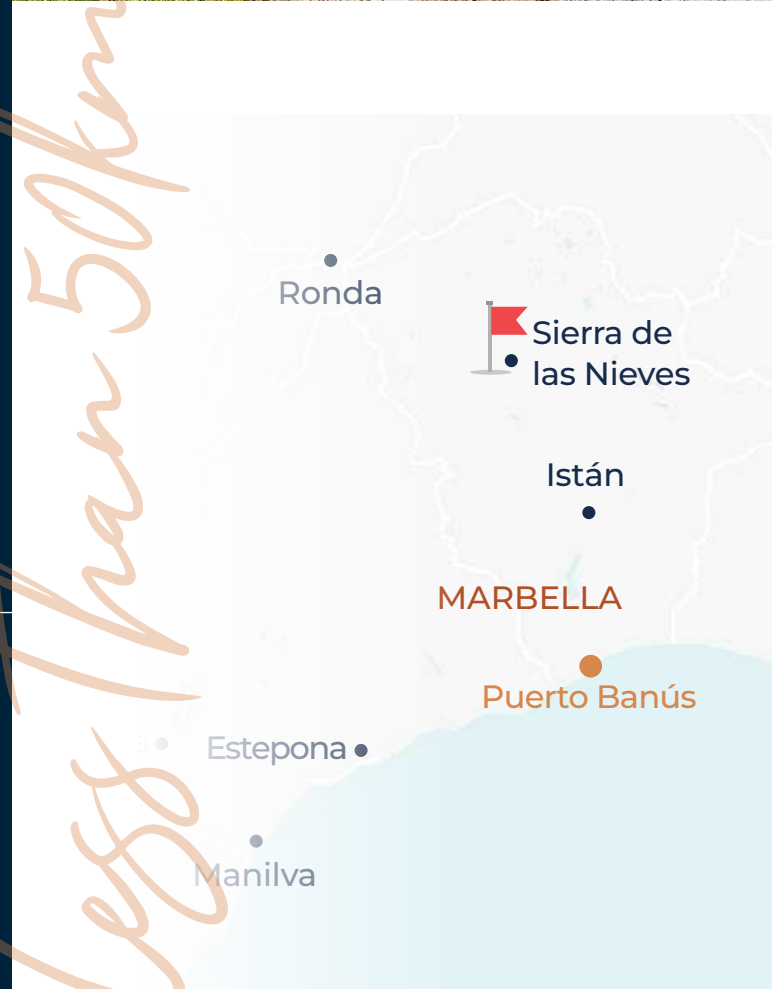 Less Than 50km
Ronda
Sierra de
las Nieves
Istán
MARBELLA
Puerto Banús
Estepona
Manilva